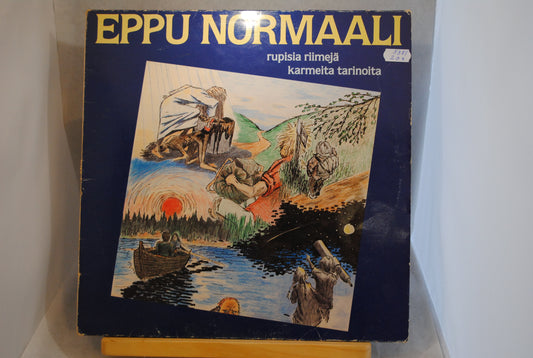 EPPU NORMAALI
rupisia riimejä
karmeita tarinoita